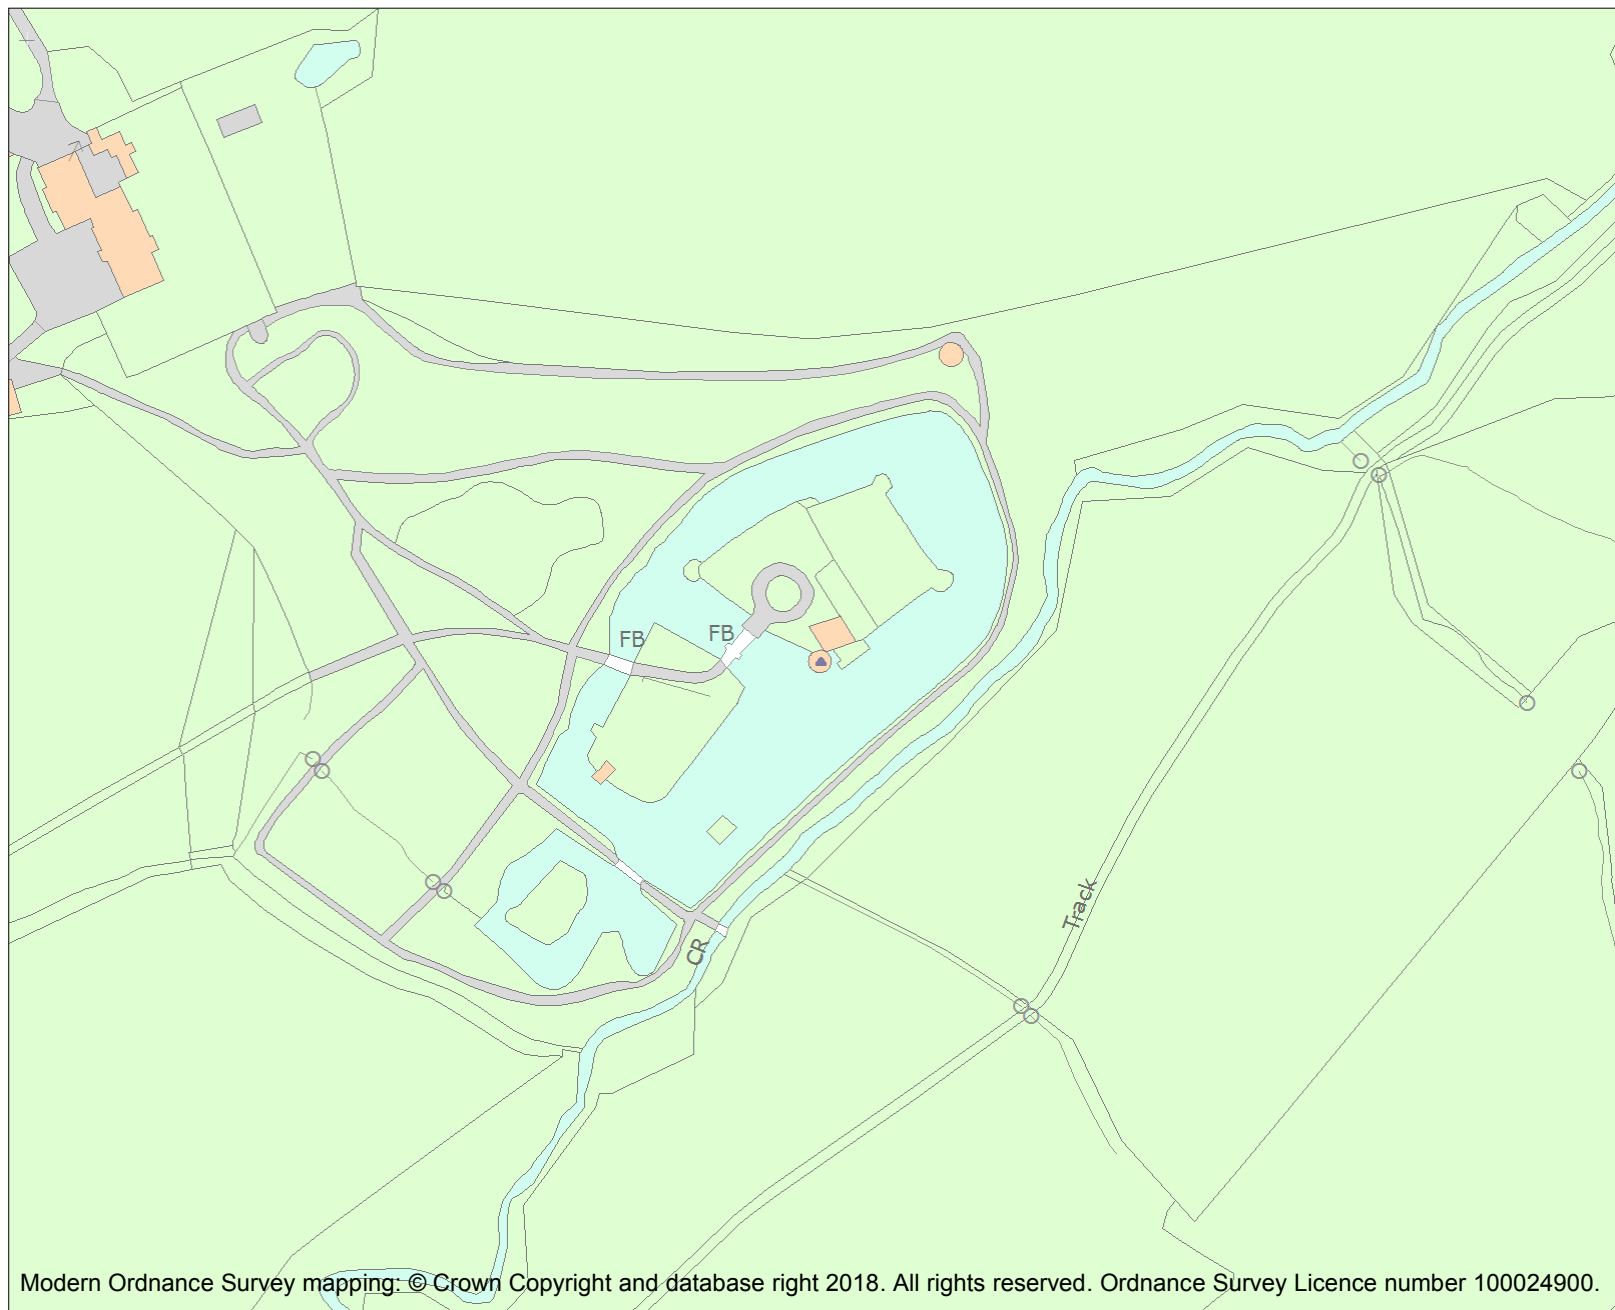 FB
FB
Track
CR
Modern Ordnance Survey mapping: © Crown Copyright and database right 2018. All rights reserved. Ordnance Survey Licence number 100024900.